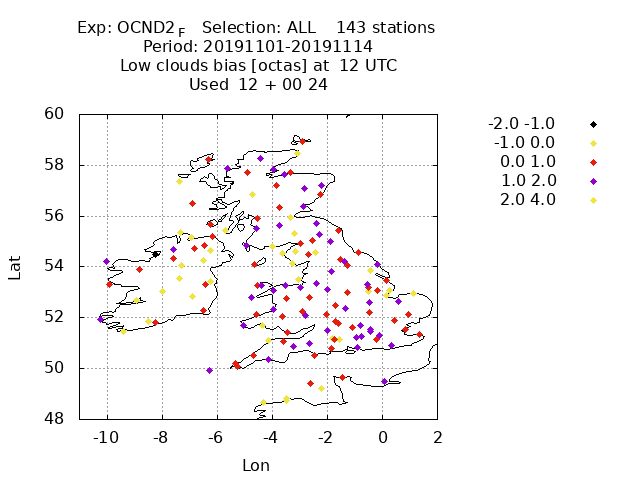 Exp: OCND2_F   Selection: ALL    143 stations
Period: 20191101-20191114
Low clouds bias [octas] at  12 UTC
Used  12 + 00 24
-2.0 -1.0
-1.0 0.0
0.0 1.0
1.0 2.0
2.0 4.0
60
58
56
54
52
50
48
Lat
-10 -8 -6 -4 -2 0 2
Lon